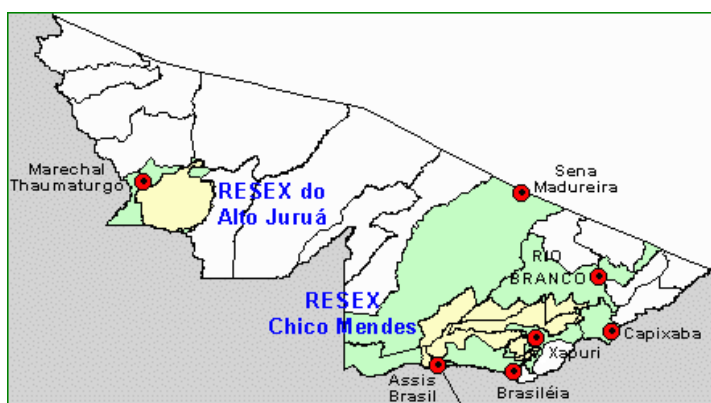 Marechal
Thaumaturgo
RESEX do
Alto Juruá
Sena
Madureira
RIO
BRANCO
RESEX
Chico Mendes
Capixaba
Xapuri
Assis
Brasil
Brasiléia